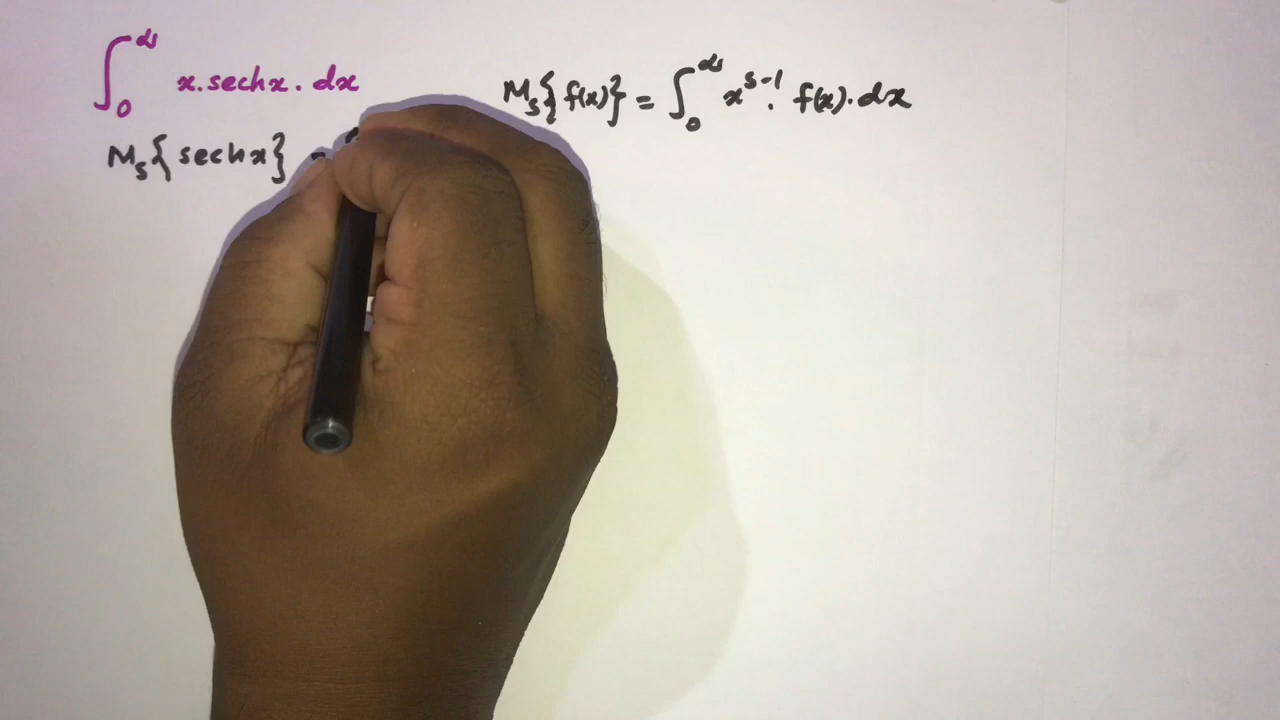 ∫₀^∞ x.sechx.dx
M_s{f(x)} = ∫₀^∞ x^{s-1}. f(x).dx
M_s{sechx} =